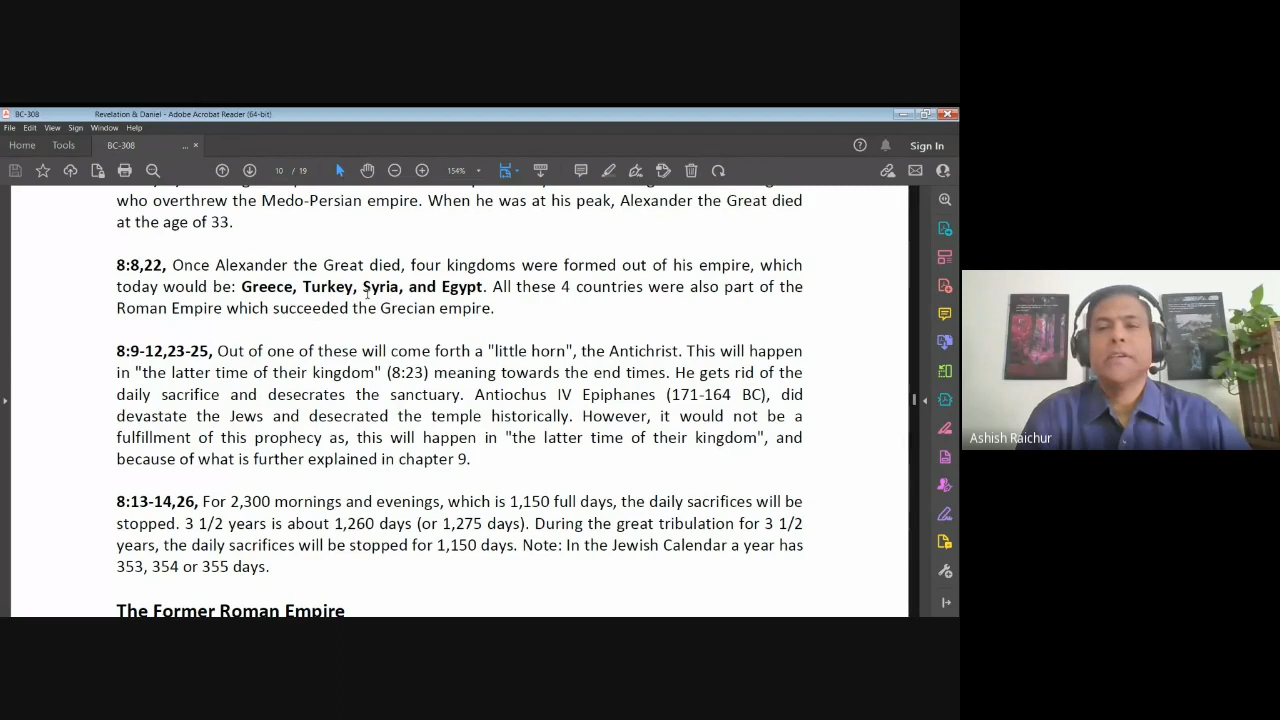 BC-308 Revelation & Daniel - Adobe Acrobat Reader (64-bit)
File Edit View Sign Window Help
Home Tools BC-308 ... × Sign In
10 / 19 154%
who overthrew the Medo-Persian empire. When he was at his peak, Alexander the Great died
at the age of 33.
8:8,22, Once Alexander the Great died, four kingdoms were formed out of his empire, which
today would be: Greece, Turkey, Syria, and Egypt. All these 4 countries were also part of the
Roman Empire which succeeded the Grecian empire.
8:9-12,23-25, Out of one of these will come forth a "little horn", the Antichrist. This will happen
in "the latter time of their kingdom" (8:23) meaning towards the end times. He gets rid of the
daily sacrifice and desecrates the sanctuary. Antiochus IV Epiphanes (171-164 BC), did
devastate the Jews and desecrated the temple historically. However, it would not be a
fulfillment of this prophecy as, this will happen in "the latter time of their kingdom", and
because of what is further explained in chapter 9.
8:13-14,26, For 2,300 mornings and evenings, which is 1,150 full days, the daily sacrifices will be
stopped. 3 1/2 years is about 1,260 days (or 1,275 days). During the great tribulation for 3 1/2
years, the daily sacrifices will be stopped for 1,150 days. Note: In the Jewish Calendar a year has
353, 354 or 355 days.
The Former Roman Empire
Ashish Raichur